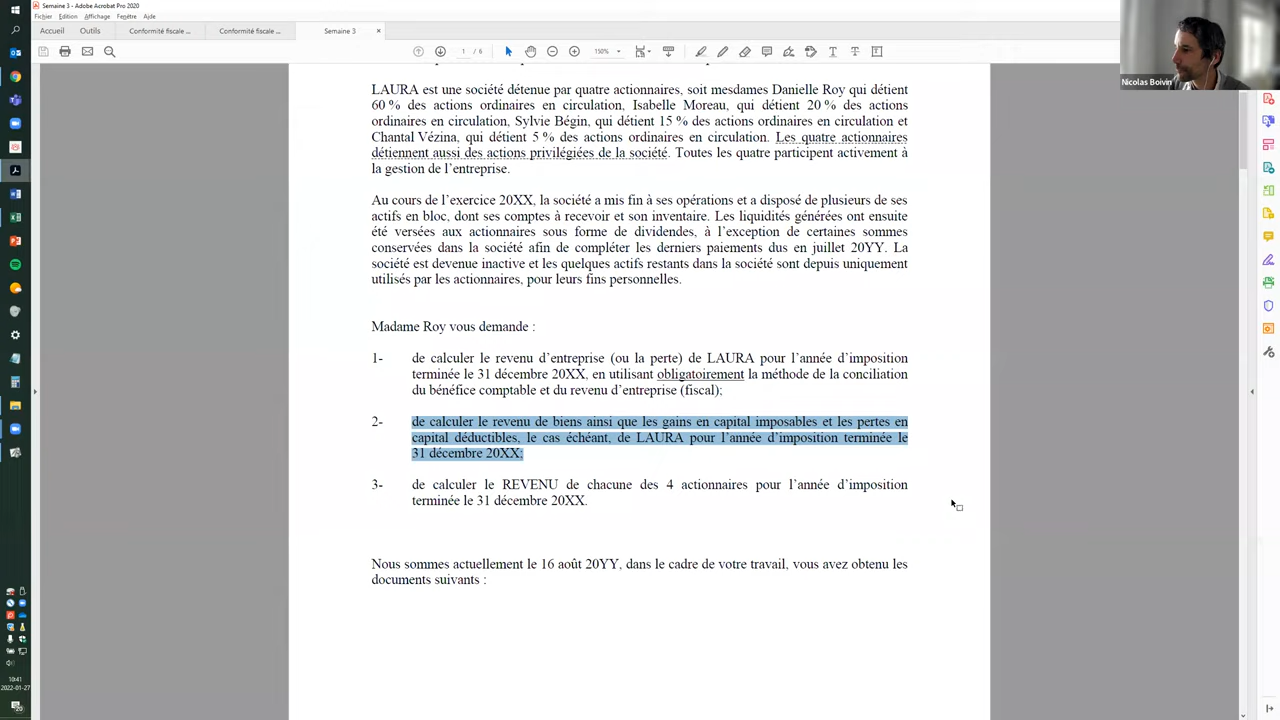 Semaine 3 - Adobe Acrobat Pro 2020
Fichier Edition Affichage Fenêtre Aide
Accueil Outils Conformité fiscale ... Conformité fiscale ... Semaine 3 ×
1 / 6 150%
Nicolas Boivin
LAURA est une société détenue par quatre actionnaires, soit mesdames Danielle Roy qui détient
60 % des actions ordinaires en circulation, Isabelle Moreau, qui détient 20 % des actions
ordinaires en circulation, Sylvie Bégin, qui détient 15 % des actions ordinaires en circulation et
Chantal Vézina, qui détient 5 % des actions ordinaires en circulation. Les quatre actionnaires
détiennent aussi des actions privilégiées de la société. Toutes les quatre participent activement à
la gestion de l’entreprise.
Au cours de l’exercice 20XX, la société a mis fin à ses opérations et a disposé de plusieurs de ses
actifs en bloc, dont ses comptes à recevoir et son inventaire. Les liquidités générées ont ensuite
été versées aux actionnaires sous forme de dividendes, à l’exception de certaines sommes
conservées dans la société afin de compléter les derniers paiements dus en juillet 20YY. La
société est devenue inactive et les quelques actifs restants dans la société sont depuis uniquement
utilisés par les actionnaires, pour leurs fins personnelles.
Madame Roy vous demande :
1- de calculer le revenu d’entreprise (ou la perte) de LAURA pour l’année d’imposition
terminée le 31 décembre 20XX, en utilisant obligatoirement la méthode de la conciliation
du bénéfice comptable et du revenu d’entreprise (fiscal);
2- de calculer le revenu de biens ainsi que les gains en capital imposables et les pertes en
capital déductibles, le cas échéant, de LAURA pour l’année d’imposition terminée le
31 décembre 20XX;
3- de calculer le REVENU de chacune des 4 actionnaires pour l’année d’imposition
terminée le 31 décembre 20XX.
Nous sommes actuellement le 16 août 20YY, dans le cadre de votre travail, vous avez obtenu les
documents suivants :
10:41
2022-01-27